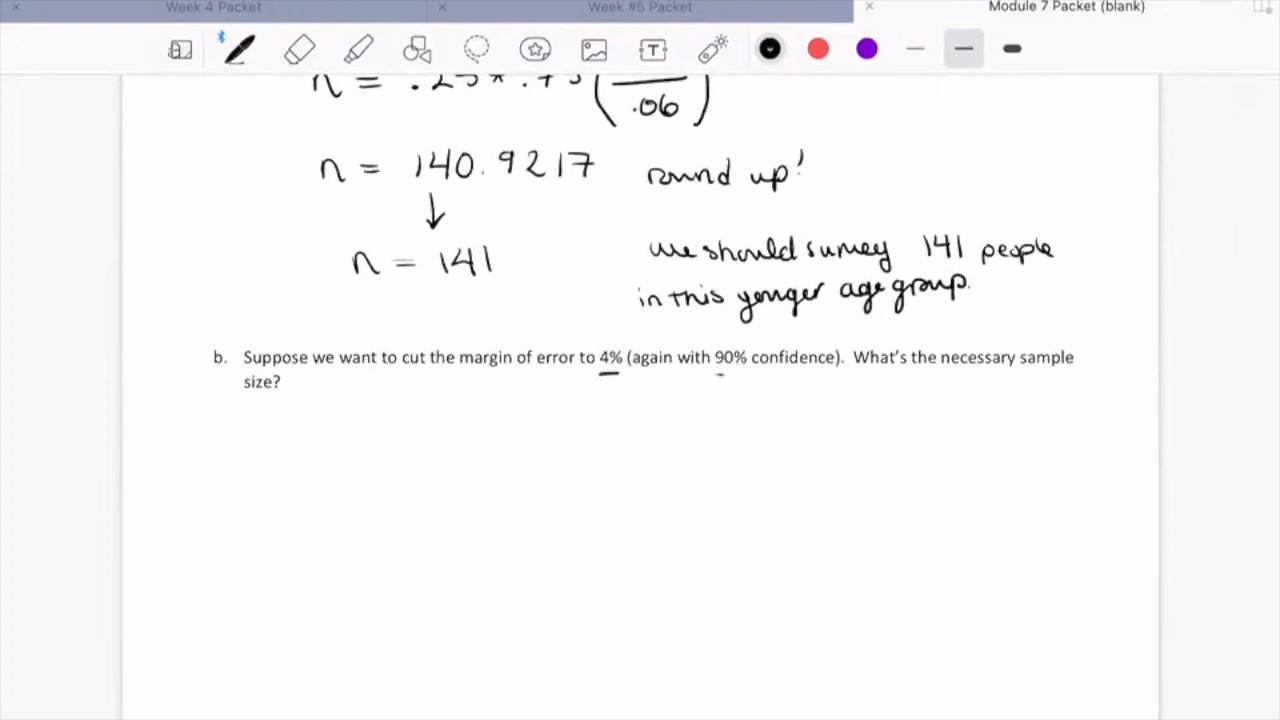 Week 4 Packet
Week #5 Packet
Module 7 Packet (blank)
n = .25 * .75 ( .06 )
n = 140.9217 round up!
n = 141
we should survey 141 people
in this younger age group.
b. Suppose we want to cut the margin of error to 4% (again with 90% confidence). What's the necessary sample
size?